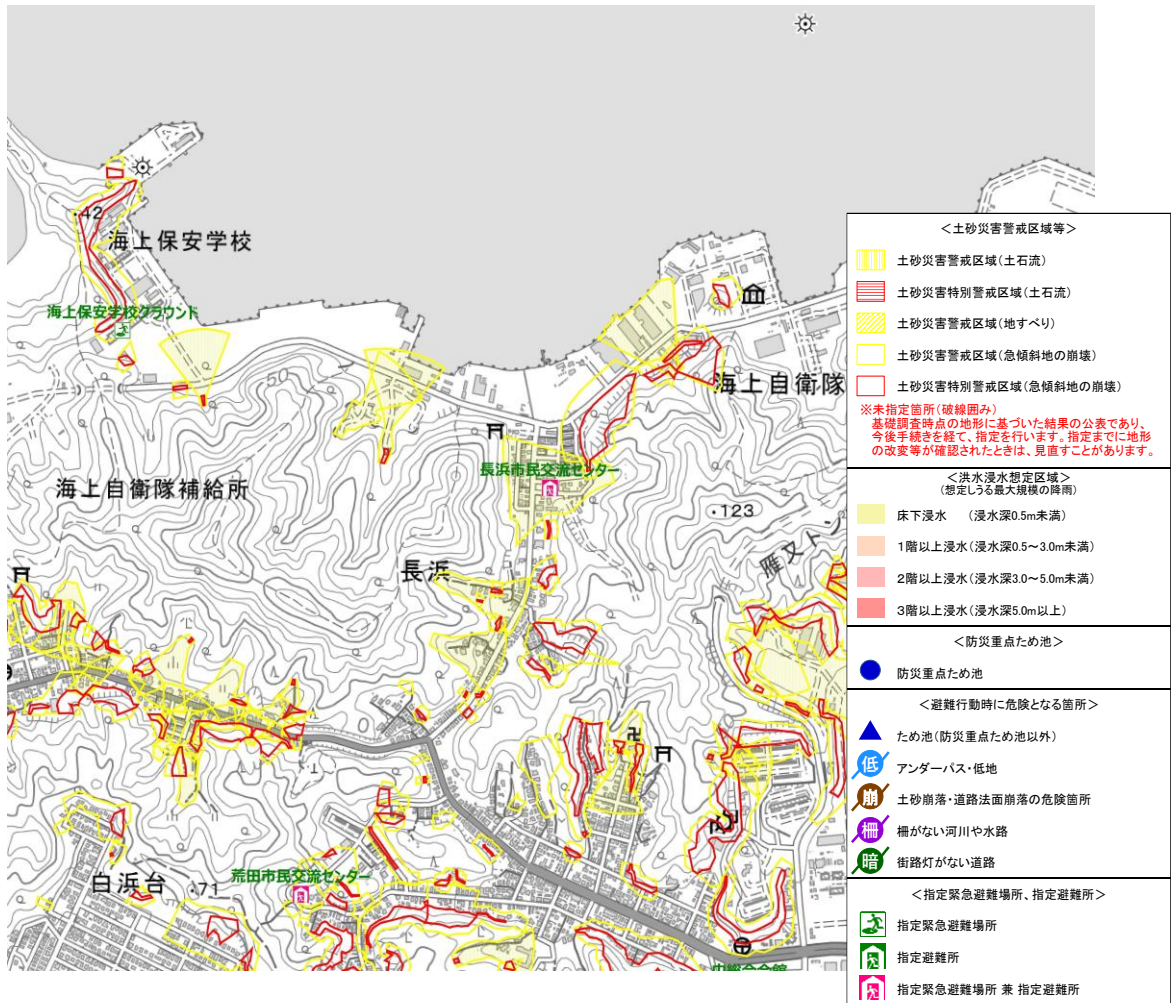 ・42
海上保安学校
海上保安学校グラウンド
海上自衛隊
長浜市民交流センター
海上自衛隊補給所
・123
雁又トン
長浜
荒田市民交流センター
白浜台
・71
＜土砂災害警戒区域等＞
土砂災害警戒区域(土石流)
土砂災害特別警戒区域(土石流)
土砂災害警戒区域(地すべり)
土砂災害警戒区域(急傾斜地の崩壊)
土砂災害特別警戒区域(急傾斜地の崩壊)
※未指定箇所(破線囲み)
基礎調査時点の地形に基づいた結果の公表であり、
今後手続きを経て、指定を行います。指定までに地形
の改変等が確認されたときは、見直すことがあります。
＜洪水浸水想定区域＞
(想定しうる最大規模の降雨)
床下浸水　(浸水深0.5m未満)
1階以上浸水(浸水深0.5～3.0m未満)
2階以上浸水(浸水深3.0～5.0m未満)
3階以上浸水(浸水深5.0m以上)
＜防災重点ため池＞
防災重点ため池
＜避難行動時に危険となる箇所＞
ため池(防災重点ため池以外)
低 アンダーパス・低地
崩 土砂崩落・道路法面崩落の危険箇所
柵 柵がない河川や水路
暗 街路灯がない道路
＜指定緊急避難場所、指定避難所＞
指定緊急避難場所
指定避難所
指定緊急避難場所 兼 指定避難所